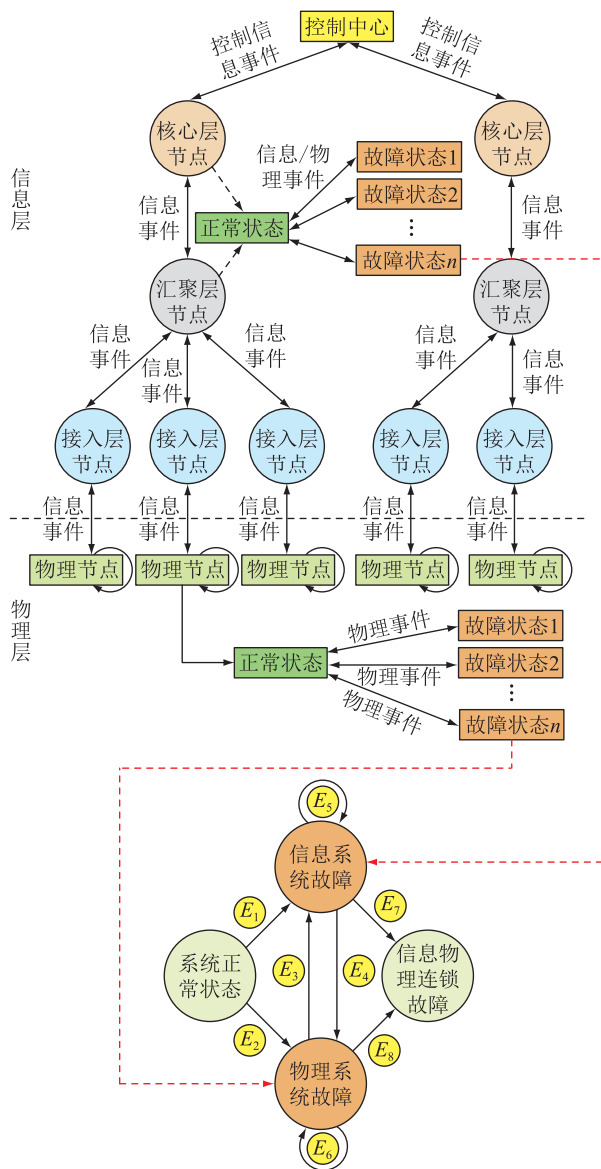 控制中心
控制信
息事件
控制信
息事件
核心层
节点
核心层
节点
信息/物
理事件
故障状态1
故障状态2
⋮
故障状态n
正常状态
信息层
信息
事件
信息
事件
汇聚层
节点
汇聚层
节点
信息
事件
信息
事件
信息
事件
信息
事件
信息
事件
接入层
节点
接入层
节点
接入层
节点
接入层
节点
接入层
节点
信息
事件
信息
事件
信息
事件
信息
事件
信息
事件
物理节点
物理节点
物理节点
物理节点
物理节点
物理层
正常状态
物理事件
物理事件
物理事件
故障状态1
故障状态2
⋮
故障状态n
E5
信息系
统故障
E1
E7
系统正
常状态
E3
E4
信息物
理连锁
故障
E2
E8
物理系
统故障
E6